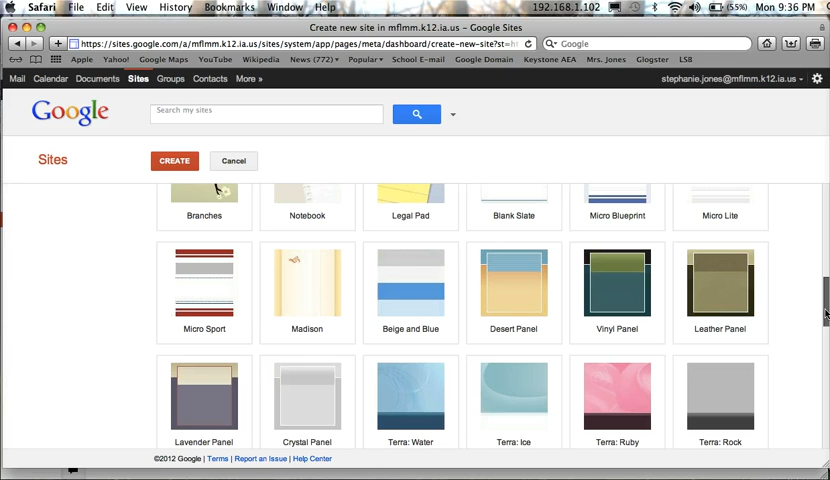 Safari File Edit View History Bookmarks Window Help 192.168.1.102 (55%) Mon 9:36 PM
Create new site in mflmm.k12.ia.us - Google Sites
https://sites.google.com/a/mflmm.k12.ia.us/sites/system/app/pages/meta/dashboard/create-new-site?st=
Google
Apple Yahoo! Google Maps YouTube Wikipedia News (772) Popular School E-mail Google Domain Keystone AEA Mrs. Jones Glogster LSB
Mail Calendar Documents Sites Groups Contacts More » stephanie.jones@mflmm.k12.ia.us
Google Search my sites
Sites CREATE Cancel
Branches Notebook Legal Pad Blank Slate Micro Blueprint Micro Lite
Micro Sport Madison Beige and Blue Desert Panel Vinyl Panel Leather Panel
Lavender Panel Crystal Panel Terra: Water Terra: Ice Terra: Ruby Terra: Rock
©2012 Google | Terms | Report an Issue | Help Center